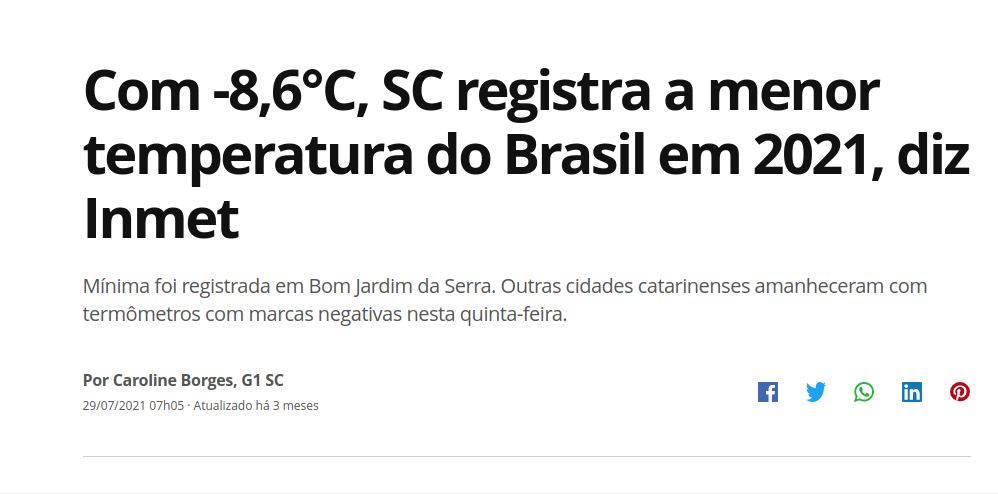 Com -8,6°C, SC registra a menor
temperatura do Brasil em 2021, diz
Inmet
Mínima foi registrada em Bom Jardim da Serra. Outras cidades catarinenses amanheceram com
termômetros com marcas negativas nesta quinta-feira.
Por Caroline Borges, G1 SC
29/07/2021 07h05 · Atualizado há 3 meses